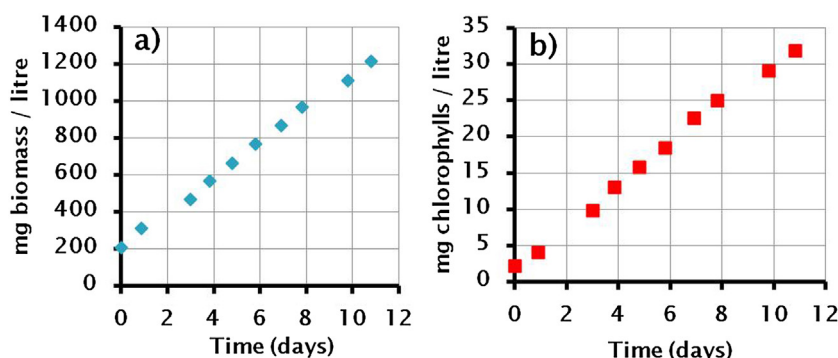 a)
mg biomass / litre
1400
1200
1000
800
600
400
200
0
0 2 4 6 8 10 12
Time (days)
b)
mg chlorophylls / litre
35
30
25
20
15
10
5
0
0 2 4 6 8 10 12
Time (days)